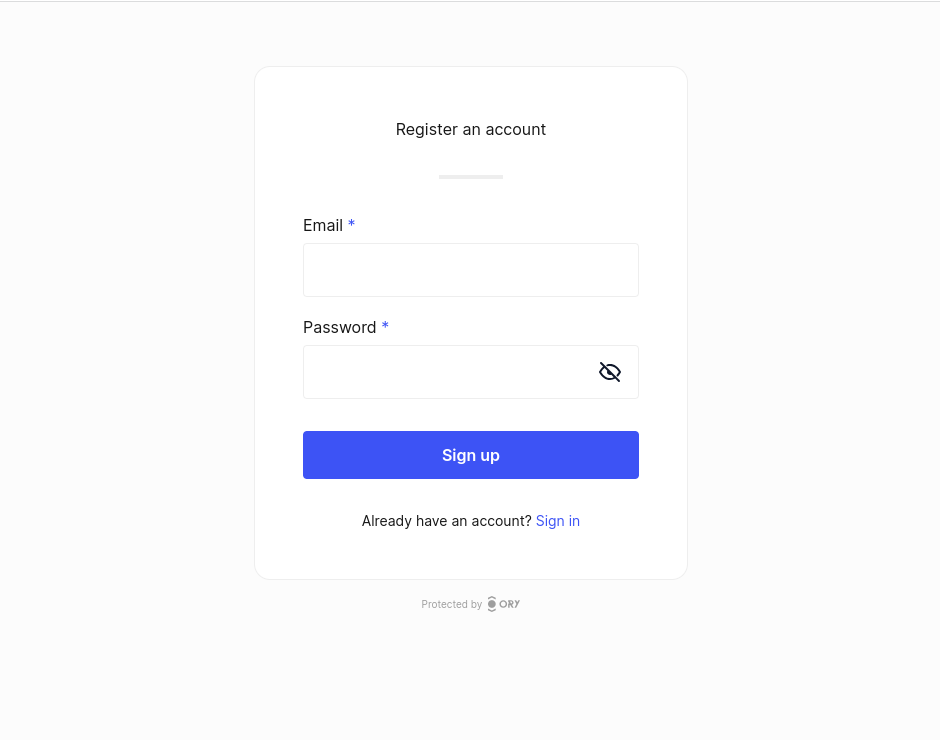 Register an account
Email *
Password *
Sign up
Already have an account? Sign in
Protected by ORY